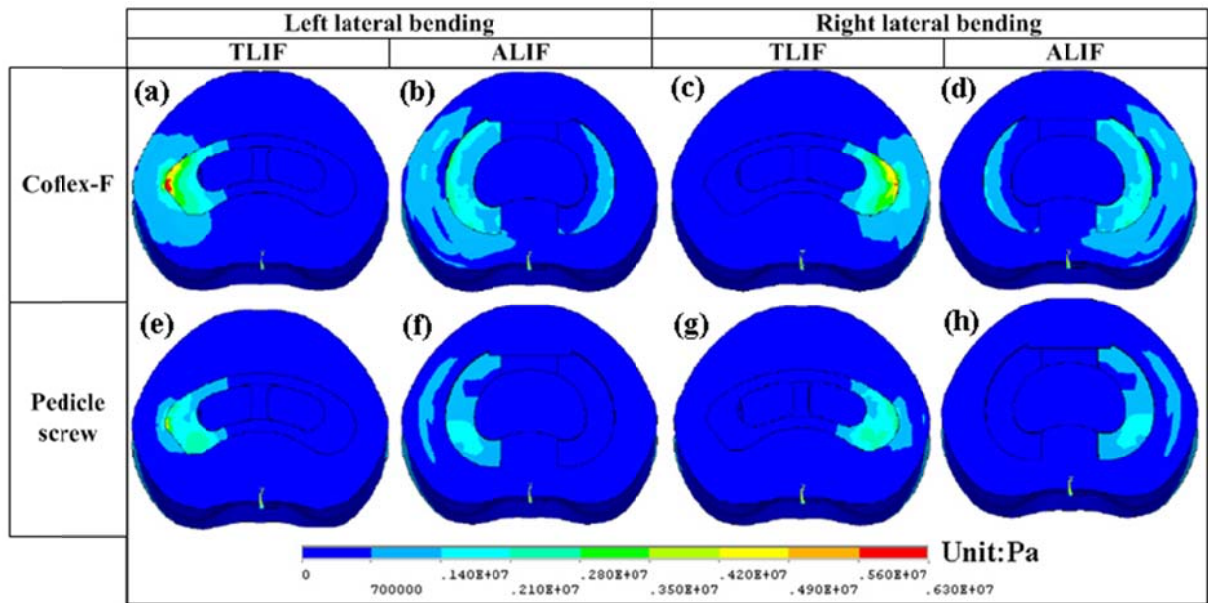 Left lateral bending Right lateral bending
TLIF ALIF TLIF ALIF
Coflex-F
(a) (b) (c) (d)
Pedicle
screw
(e) (f) (g) (h)
Unit:Pa
0 .140E+07 .280E+07 .420E+07 .560E+07
700000 .210E+07 .350E+07 .490E+07 .630E+07